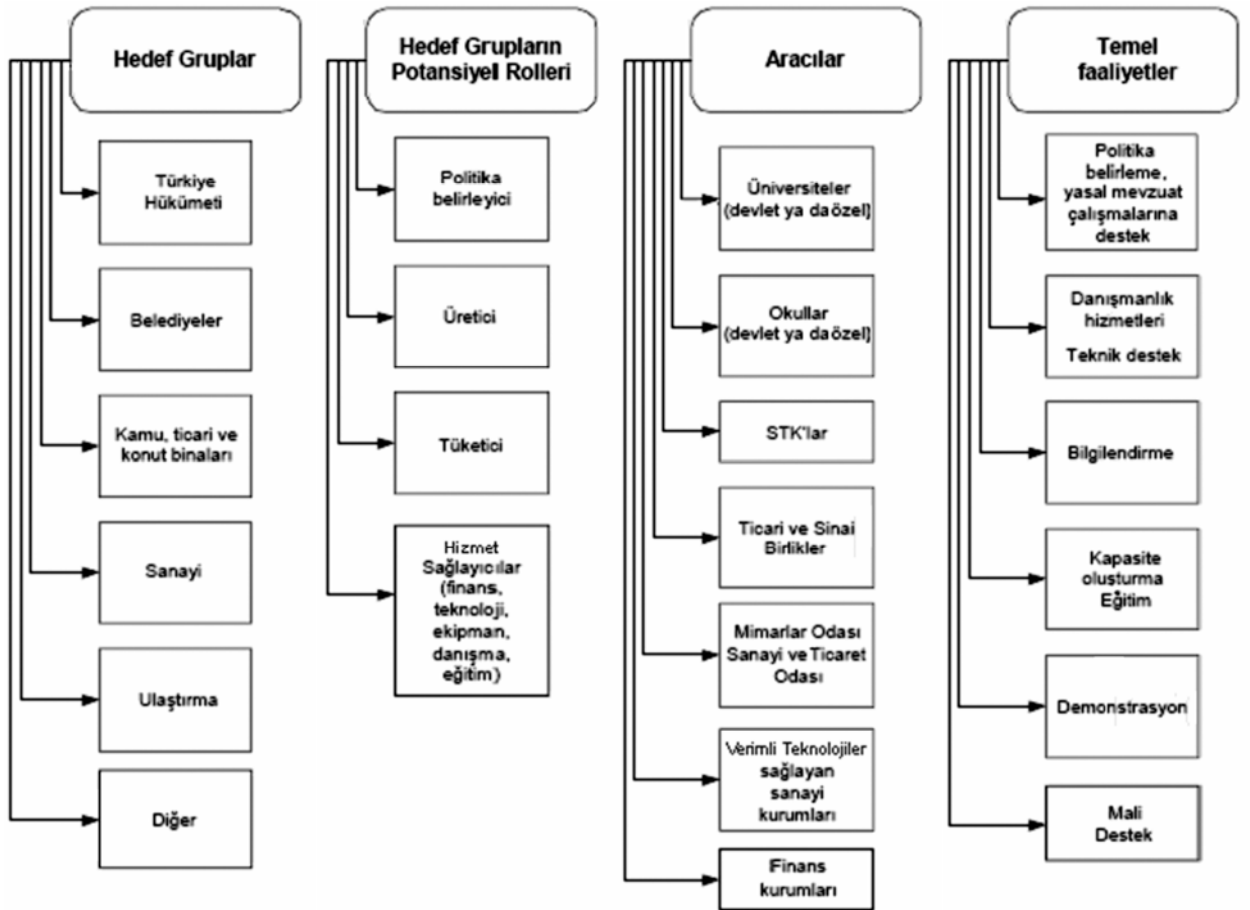 Hedef Gruplar
Türkiye
Hükümeti
Belediyeler
Kamu, ticari ve
konut binaları
Sanayi
Ulaştırma
Diğer
Hedef Grupların
Potansiyel Rolleri
Politika
belirleyici
Üretici
Tüketici
Hizmet
Sağlayıcılar
(finans,
teknoloji,
ekipman,
danışma,
eğitim)
Aracılar
Üniversiteler
(devlet ya da özel)
Okullar
(devlet ya da özel)
STK'lar
Ticari ve Sinai
Birlikler
Mimarlar Odası
Sanayi ve Ticaret
Odası
Verimli Teknolojiler
sağlayan
sanayi
kurumları
Finans
kurumları
Temel
faaliyetler
Politika
belirleme,
yasal mevzuat
çalışmalarına
destek
Danışmanlık
hizmetleri
Teknik destek
Bilgilendirme
Kapasite
oluşturma
Eğitim
Demonstrasyon
Mali
Destek